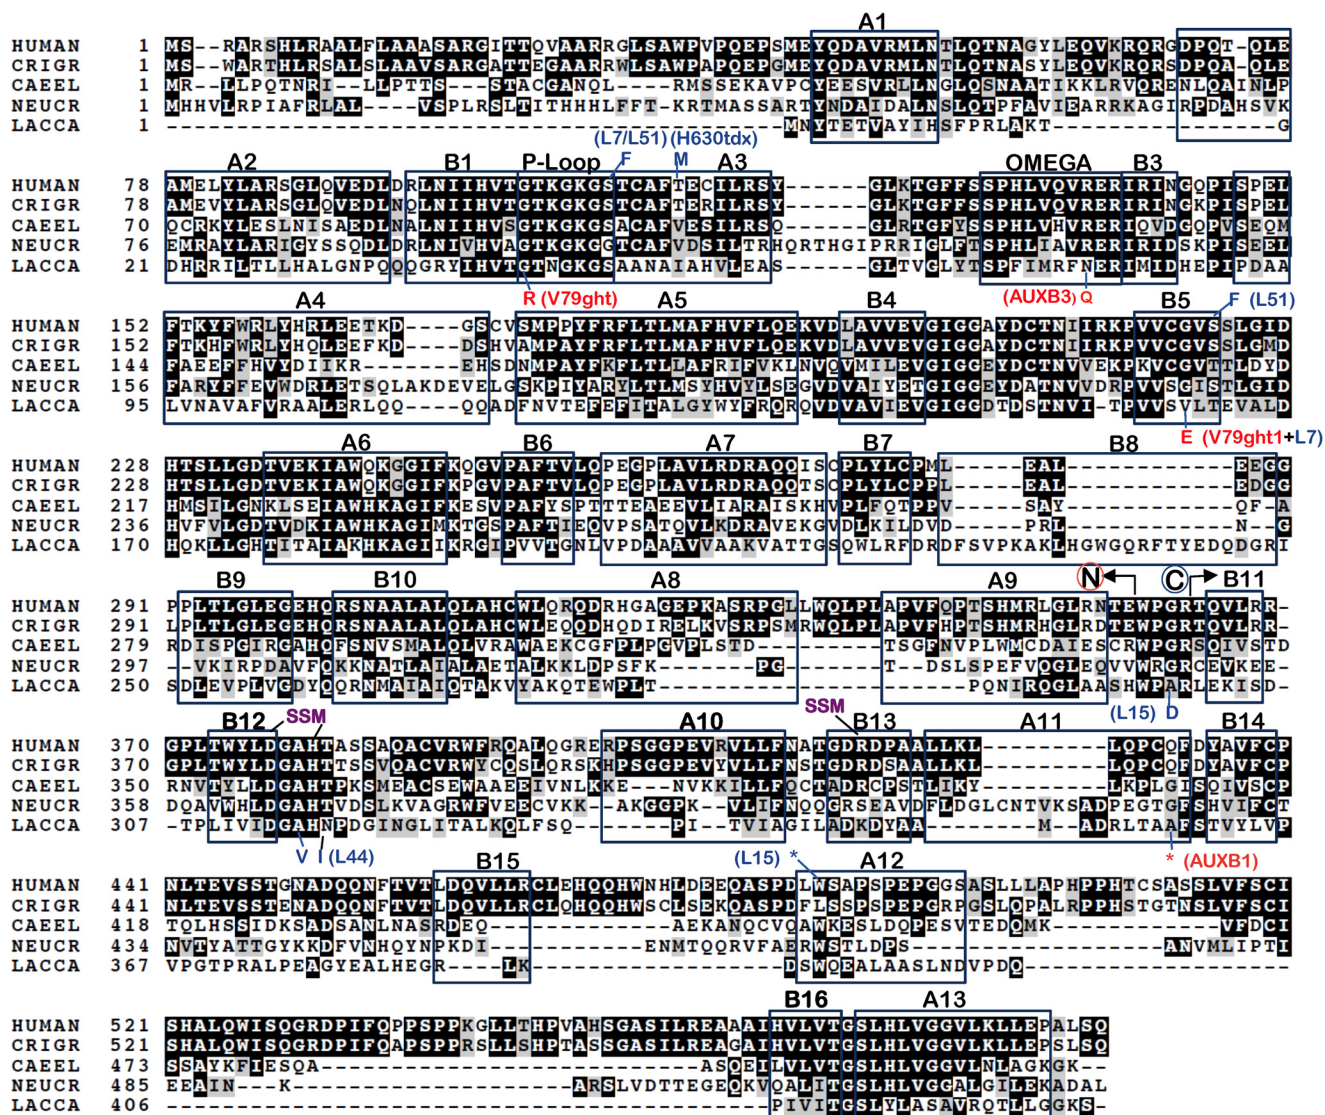 A1
HUMAN 1 MS--RARSHLRAALFLAAASARGITTQVAARRGLSAWPVPQEPSMEYQDAVRMLNTLQTNAGYLEQVKRQRGDPQT-QLE
CRIGR 1 MS--WARTHLRSALSLAAVSARGATTEGAARRWLSAWPAPQEPGMEYQDAVRMLNTLQTNASYLEQVKRQRSDPQA-QLE
CAEEL 1 MR--LLPQTNRI--LLPTTS---STACGANQL----RMSSEKAVPCYEESVRLLNGLQSNAATIKKLRVQRENLQAINLP
NEUCR 1 MHHVLRPIAFRLAL----VSPLRSLTITHHHLFFT-KRTMASSARTYNDAIDALNSLQTPFAVIEARRKAGIRPDAHSVK
LACCA 1 --------------------------------------------MNYTETVAYIHSFPRLAKT----------------G
(L7/L51) (H630tdx)
A2 B1 P-Loop F M A3 OMEGA B3
HUMAN 78 AMELYLARSGLQVEDLDRLNIIHVTGTKGKGSTCAFTECILRSY------GLKTGFFSSPHLVQVRERIRINGQPISPEL
CRIGR 78 AMEVYLARSGLQVEDLNQLNIIHVTGTKGKGSTCAFTERILRSY------GLKTGFFSSPHLVQVRERIRINGKPISPEL
CAEEL 70 QCRKYLESLNISAEDLNALNIIHVSGTKGKGSACAFVESILRSQ------GLRTGFYSSPHLVHVRERIQVDGQPVSEQM
NEUCR 76 EMRAYLARIGYSSQDLDRLNIVHVAGTKGKGGTCAFVDSILTRHQRTHGIPRRIGLFTSPHLIAVRERIRIDSKPISEEL
LACCA 21 DHRRILTLLHALGNPQQQGRYIHVTGTNGKGSAANAIAHVLEAS------GLTVGLYTSPFIMRFNERIMIDHEPIPDAA
R (V79ght) (AUXB3) Q
A4 A5 B4 B5 F (L51)
HUMAN 152 FTKYFWRLYHRLEETKD----GSCVSMPPYFRFLTLMAFHVFLQEKVDLAVVEVGIGGAYDCTNIIRKPVVCGVSSLGID
CRIGR 152 FTKHFWRLYHQLEEFKD----DSHVAMPAYFRFLTLMAFHVFLQEKVDLAVVEVGIGGAYDCTNIIRKPVVCGVSSLGMD
CAEEL 144 FAEEFFHVYDIIKR-------EHSDNMPAYFKFLTLLAFRIFVKLNVQVMILEVGIGGEYDCTNVVEKPKVCGVTTLDYD
NEUCR 156 FARYFFEVWDRLETSQLAKDEVELGSKPIYARYLTLMSYHVYLSEGVDVAIYETGIGGEYDATNVVDRPVVSGISTLGID
LACCA 95 LVNAVAFVRAALERLQQ----QQADFNVTEFEFITALGYWYFRQRQVDVAVIEVGIGGDTDSTNVI-TPVVSVLTEVALD
E (V79ght1+L7)
A6 B6 A7 B7 B8
HUMAN 228 HTSLLGDTVEKIAWQKGGIFKQGVPAFTVLQPEGPLAVLRDRAQQISCPLYLCPML------EAL------------EEGG
CRIGR 228 HTSLLGDTVEKIAWQKGGIFKPGVPAFTVLQPEGPLAVLRDRAQQTSCPLYLCPPL------EAL------------EDGG
CAEEL 217 HMSILGNKLSEIAWHKAGIFKESVPAFYSPTTTEAEEVLIARAISKHVPLFQTPPV------SAY------------QF-A
NEUCR 236 HVFVLGDTVDKIAWHKAGIMKTGSPAFTIEQVPSATQVLKDRAVEKGVDLKILDVD------PRL------------N--G
LACCA 170 HQKLLGHTITAIAKHKAGIIKRGIPVVTGNLVPDAAAVVAAKVATTGSQWLRFDRDFSVPKAKLHGWGQRFTYEDQDGRI
B9 B10 A8 A9 N C B11
HUMAN 291 PPLTLGLEGEHQRSNAALALQLAHCWLQRQDRHGAGEPKASRPGLLWQLPLAPVFQPTSHMRLGLRNTEWPGRTQVLRR-
CRIGR 291 LPLTLGLEGEHQRSNAALALQLAHCWLEQQDHQDIRELKVSRPSMRWQLPLAPVFHPTSHMRHGLRDTEWPGRTQVLRR-
CAEEL 279 RDISPGIRGAHQFSNVSMALQLVRAWAEKCGFPLPGVPLSTD---------TSGFNVPLWMCDAIESCRWPGRSQIVSTD
NEUCR 297 --VKIRPDAVFQKKNATLAIALAETALKKLDPSFK-------PG-------T--DSLSPEFVQGLEQVVWRGRCEVKEE-
LACCA 250 SDLEVPLVGDYQQRNMAIAIQTAKVYAKQTEWPLT----------------------PQNIRQGLAASHWPARLEKISD-
(L15) D
B12 SSM A10 SSM B13 A11 B14
HUMAN 370 GPLTWYLDGAHTASSAQACVRWFRQALQGRERPSGGPEVRVLLFNATGDRDPAALLKL---------LQPCQFDYAVFCP
CRIGR 370 GPLTWYLDGAHTTSSVQACVRWYCQSLQRSKHPSGGPEVYVLLFNSTGDRDSAALLKL---------LQPCQFDYAVFCP
CAEEL 350 RNVTYLLDGAHTPKSMEACSEWAAEEIVNLKKE---NVKKILLFQCTADRCPSTLIKY---------LKPLGISQIVSCP
NEUCR 358 DQAVWHLDGAHTVDSLKVAGRWFVEECVKK--AKGGPK--VLIFNQQGRSEAVDFLDGLCNTVKSADPEGTGFSHVIFCT
LACCA 307 -TPLIVIDGAHNPDGINGLITALKQLFSQ-------PI--TVIAGILADKDYAA--------M--ADRLTAAFSTVYLVP
V I (L44) B15 (L15) * A12 * (AUXB1)
HUMAN 441 NLTEVSSTGNADQQNFTVTLDQVLLRCLEHQQHWNHLDEEQASPDLWSAPSPEPGGSASLLLAPHPPHTCSASSLVFSCI
CRIGR 441 NLTEVSSTENADQQNFTVTLDQVLLRCLQHQQHWSCLSEKQASPDFLSSPSPEPGRPGSLQPALRPPHSTGTNSLVFSCI
CAEEL 418 TQLHSSIDKSADSANLNASRDEQ-----------AEKANQCVQAWKESLDQPESVTEDQMK--------------VFDCI
NEUCR 434 NVTYATTGYKKDFVNHQYNPKDI-----------ENMTQQRVFAERWSTLDPS------------------ANVMLIPTI
LACCA 367 VPGTPRALPEAGYEALHEGR----LK------------------DSWQEALAASLNDVPDQ-------------------
B16 A13
HUMAN 521 SHALQWISQGRDPIFQPPSPPKGLLTHPVAHSGASILREAAAIHVLVTGSLHLVGGVLKLLEPALSQ
CRIGR 521 SHALQWISQGRDPIFQAPSPPRSLLSHPTASSGASILREAGAIHVLVTGSLHLVGGVLKLLEPSLSQ
CAEEL 473 SSAYKFIESQA---------------------------ASQEILVLVTGSLHLVGGVLNLAGKGK--
NEUCR 485 EEAIN---K--------------------ARSLVDTTEGEQKVQALITGSLHLVGGALGILEKADAL
LACCA 406 -------------------------------------------PIVITGSLYLASAVRQTLLGGKS-